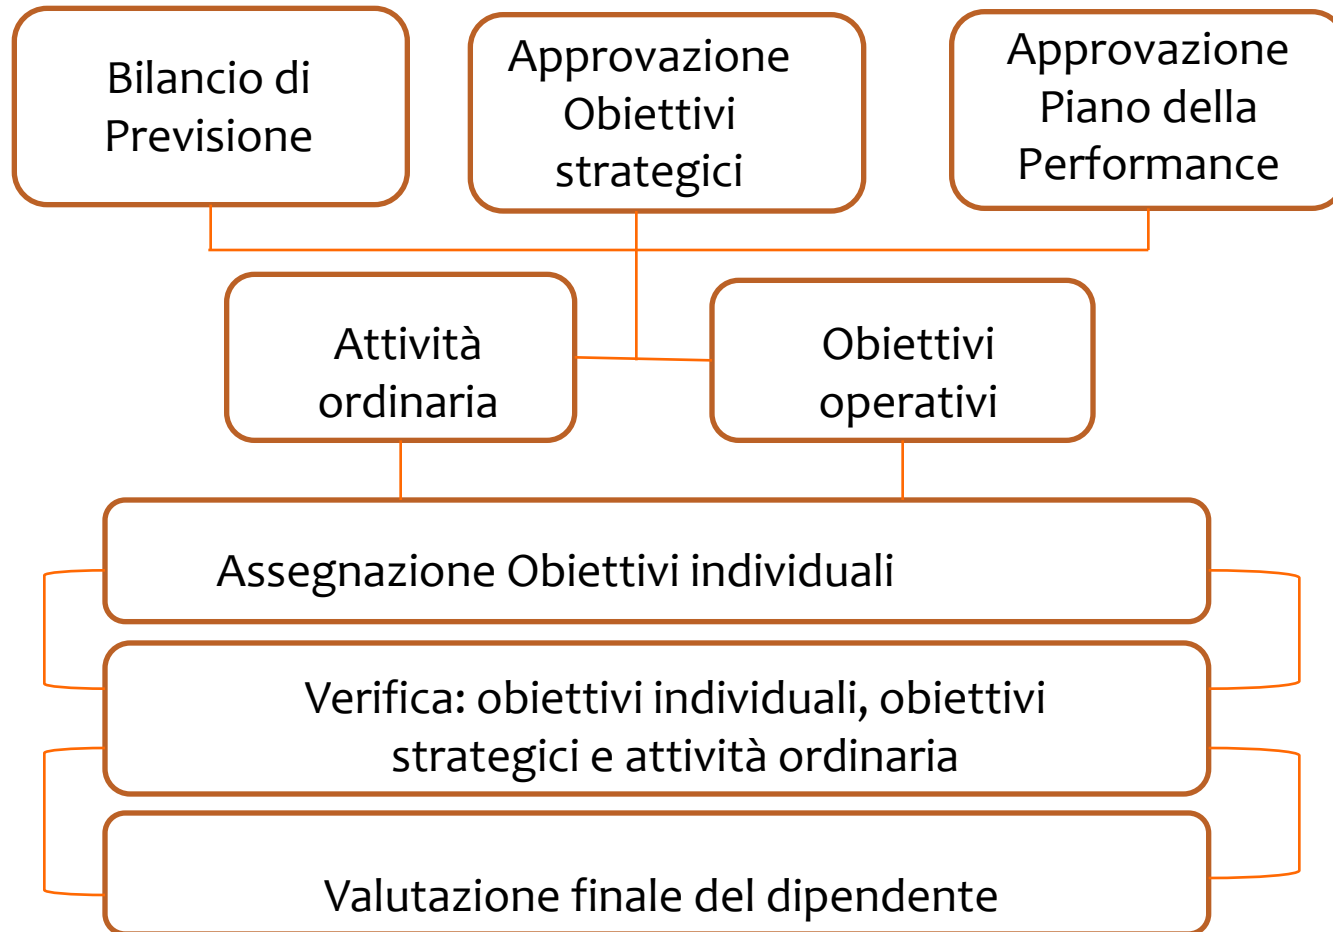 Bilancio di
Previsione
Approvazione
Obiettivi
strategici
Approvazione
Piano della
Performance
Attività
ordinaria
Obiettivi
operativi
Assegnazione Obiettivi individuali
Verifica: obiettivi individuali, obiettivi
strategici e attività ordinaria
Valutazione finale del dipendente